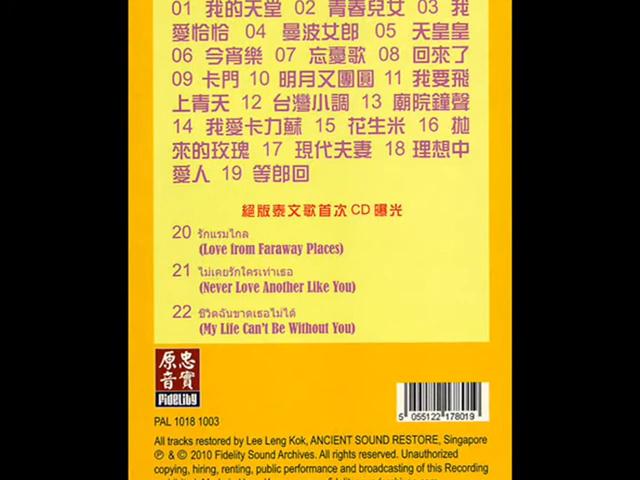 01 我的天堂 02 青春兒女 03 我
愛恰恰 04 曼波女郎 05 天皇皇
06 今宵樂 07 忘憂歌 08 回來了
09 卡門 10 明月又團圓 11 我要飛
上青天 12 台灣小調 13 廟院鐘聲
14 我愛卡力蘇 15 花生米 16 拋
來的玫瑰 17 現代夫妻 18 理想中
愛人 19 等郎回
絕版泰文歌首次 CD 曝光
20 รักแรมไกล
(Love from Faraway Places)
21 ไม่เคยรักใครเท่าเธอ
(Never Love Another Like You)
22 ชีวิตฉันขาดเธอไม่ได้
(My Life Can't Be Without You)
原忠
音實
Fidelity
5 055122 178019
PAL 1018 1003
All tracks restored by Lee Leng Kok, ANCIENT SOUND RESTORE, Singapore
℗ & © 2010 Fidelity Sound Archives. All rights reserved. Unauthorized
copying, hiring, renting, public performance and broadcasting of this Recording